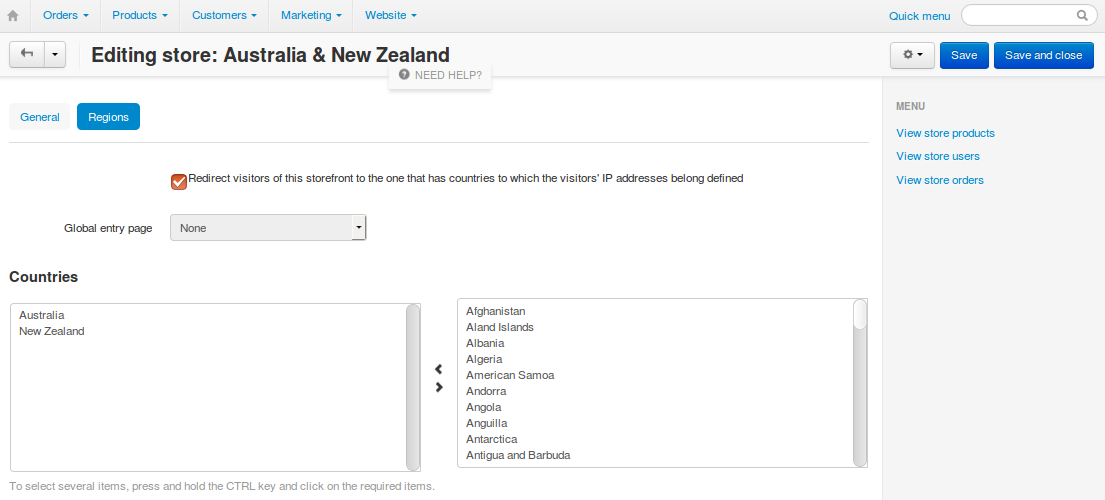 Orders Products Customers Marketing Website Quick menu
Editing store: Australia & New Zealand Save Save and close
NEED HELP?
General Regions
MENU
View store products
View store users
View store orders
Redirect visitors of this storefront to the one that has countries to which the visitors' IP addresses belong defined
Global entry page None
Countries
Australia
New Zealand
Afghanistan
Aland Islands
Albania
Algeria
American Samoa
Andorra
Angola
Anguilla
Antarctica
Antigua and Barbuda
To select several items, press and hold the CTRL key and click on the required items.